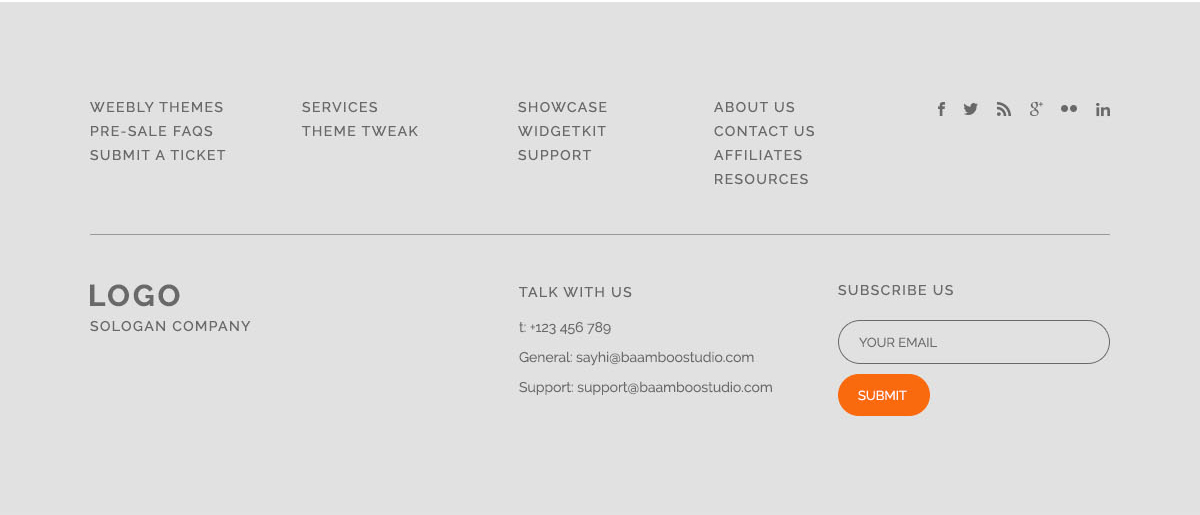 WEEBLY THEMES
PRE-SALE FAQS
SUBMIT A TICKET
SERVICES
THEME TWEAK
SHOWCASE
WIDGETKIT
SUPPORT
ABOUT US
CONTACT US
AFFILIATES
RESOURCES
LOGO
SOLOGAN COMPANY
TALK WITH US
t: +123 456 789
General: sayhi@baamboostudio.com
Support: support@baamboostudio.com
SUBSCRIBE US
YOUR EMAIL
SUBMIT